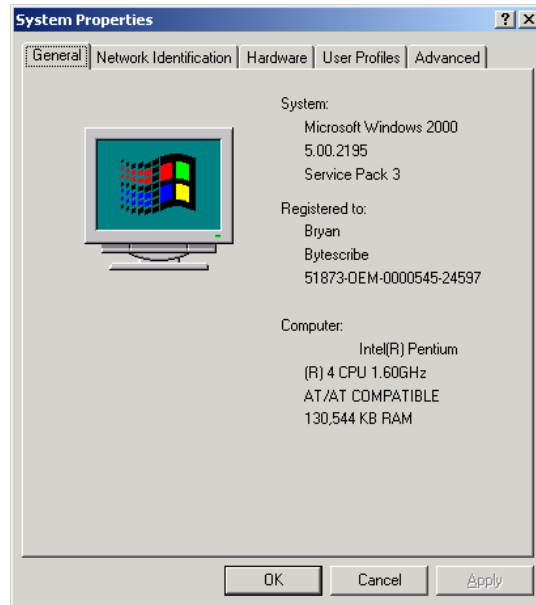 System Properties
General Network Identification Hardware User Profiles Advanced
System:
Microsoft Windows 2000
5.00.2195
Service Pack 3
Registered to:
Bryan
Bytescribe
51873-OEM-0000545-24597
Computer:
Intel(R) Pentium
(R) 4 CPU 1.60GHz
AT/AT COMPATIBLE
130,544 KB RAM
OK Cancel Apply